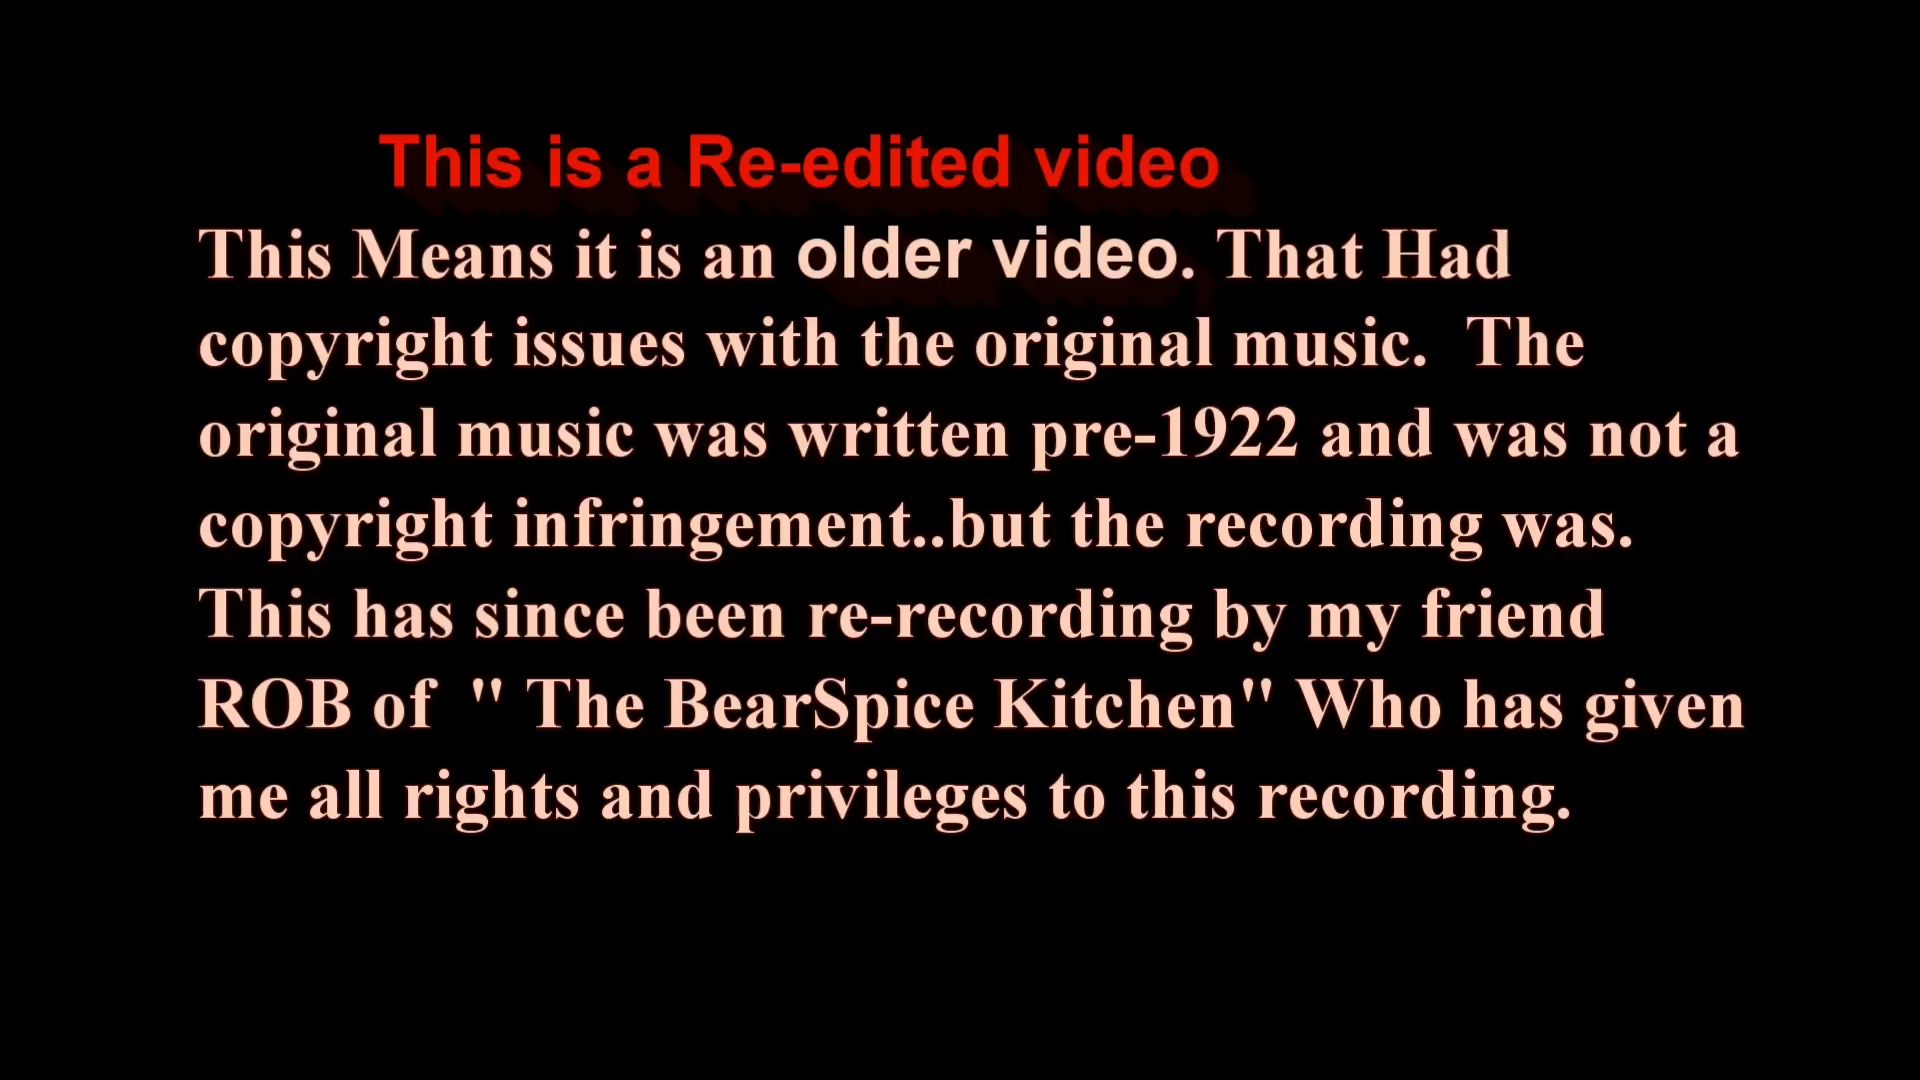 This is a Re-edited video
This Means it is an older video. That Had
copyright issues with the original music.  The
original music was written pre-1922 and was not a
copyright infringement..but the recording was.
This has since been re-recording by my friend
ROB of  " The BearSpice Kitchen" Who has given
me all rights and privileges to this recording.